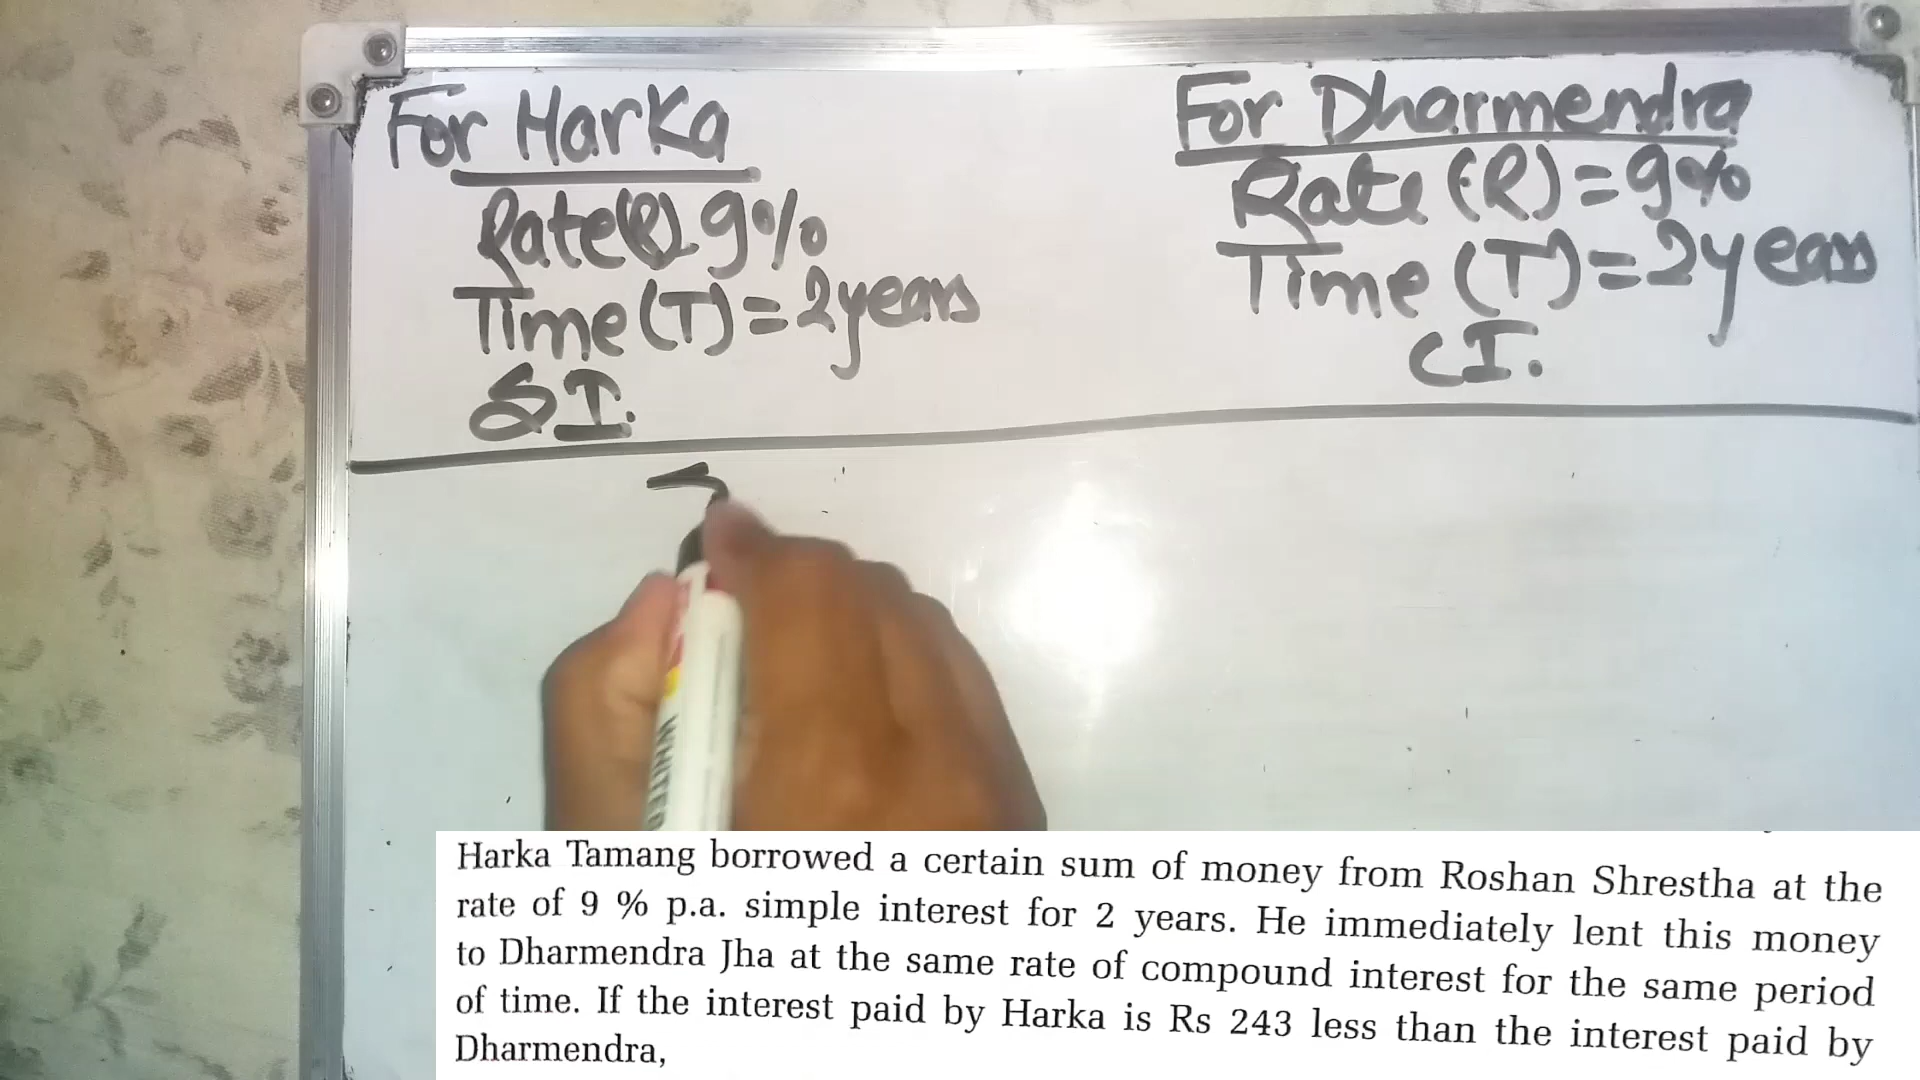 For Harka
Rate(R) 9%
Time (T) = 2years
SI.
For Dharmendra
Rate (R) = 9%
Time (T) = 2years
CI.
WHITEB
Harka Tamang borrowed a certain sum of money from Roshan Shrestha at the
rate of 9 % p.a. simple interest for 2 years. He immediately lent this money
to Dharmendra Jha at the same rate of compound interest for the same period
of time. If the interest paid by Harka is Rs 243 less than the interest paid by
Dharmendra,